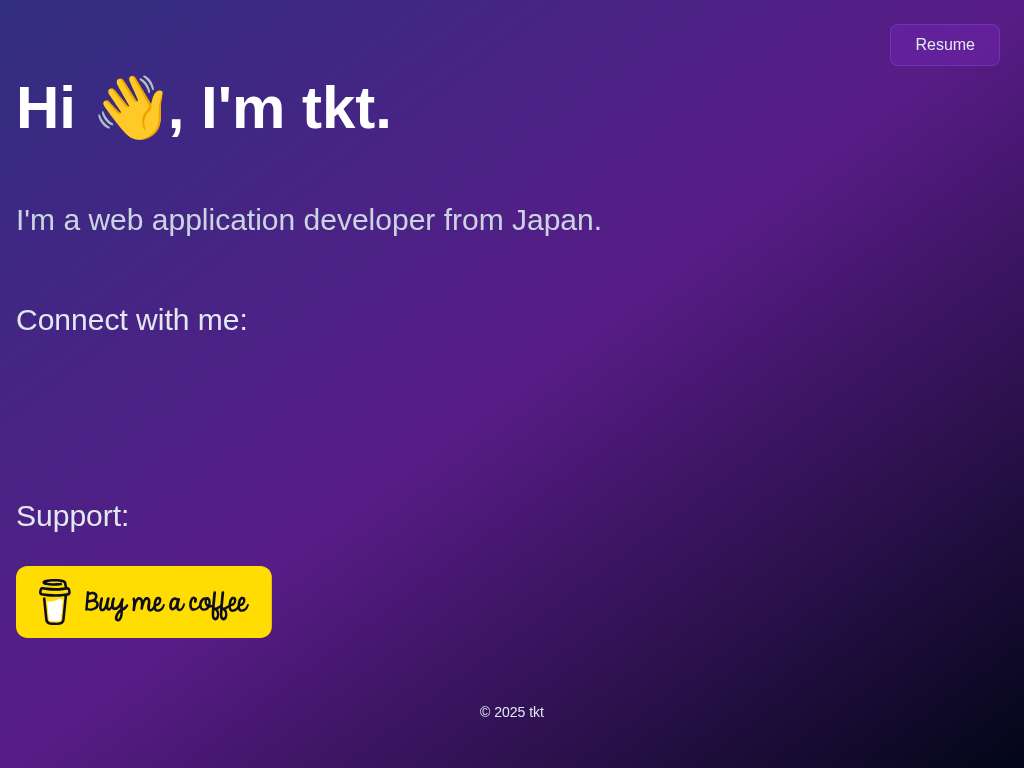 Resume
Hi 👋, I'm tkt.
I'm a web application developer from Japan.
Connect with me:
Support:
Buy me a coffee
© 2025 tkt